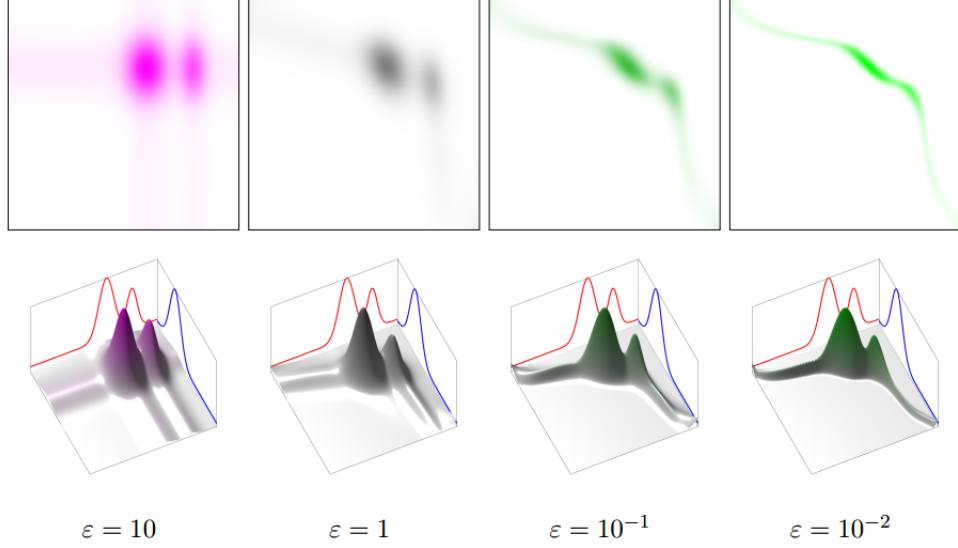 ε = 10
ε = 1
ε = 10⁻¹
ε = 10⁻²